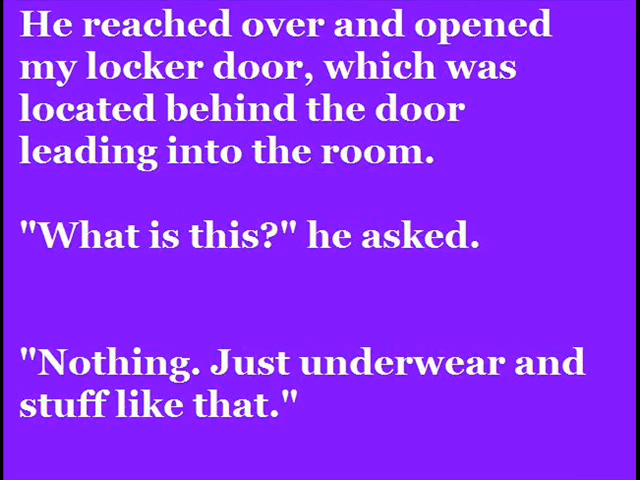 He reached over and opened
my locker door, which was
located behind the door
leading into the room.
"What is this?" he asked.
"Nothing. Just underwear and
stuff like that."